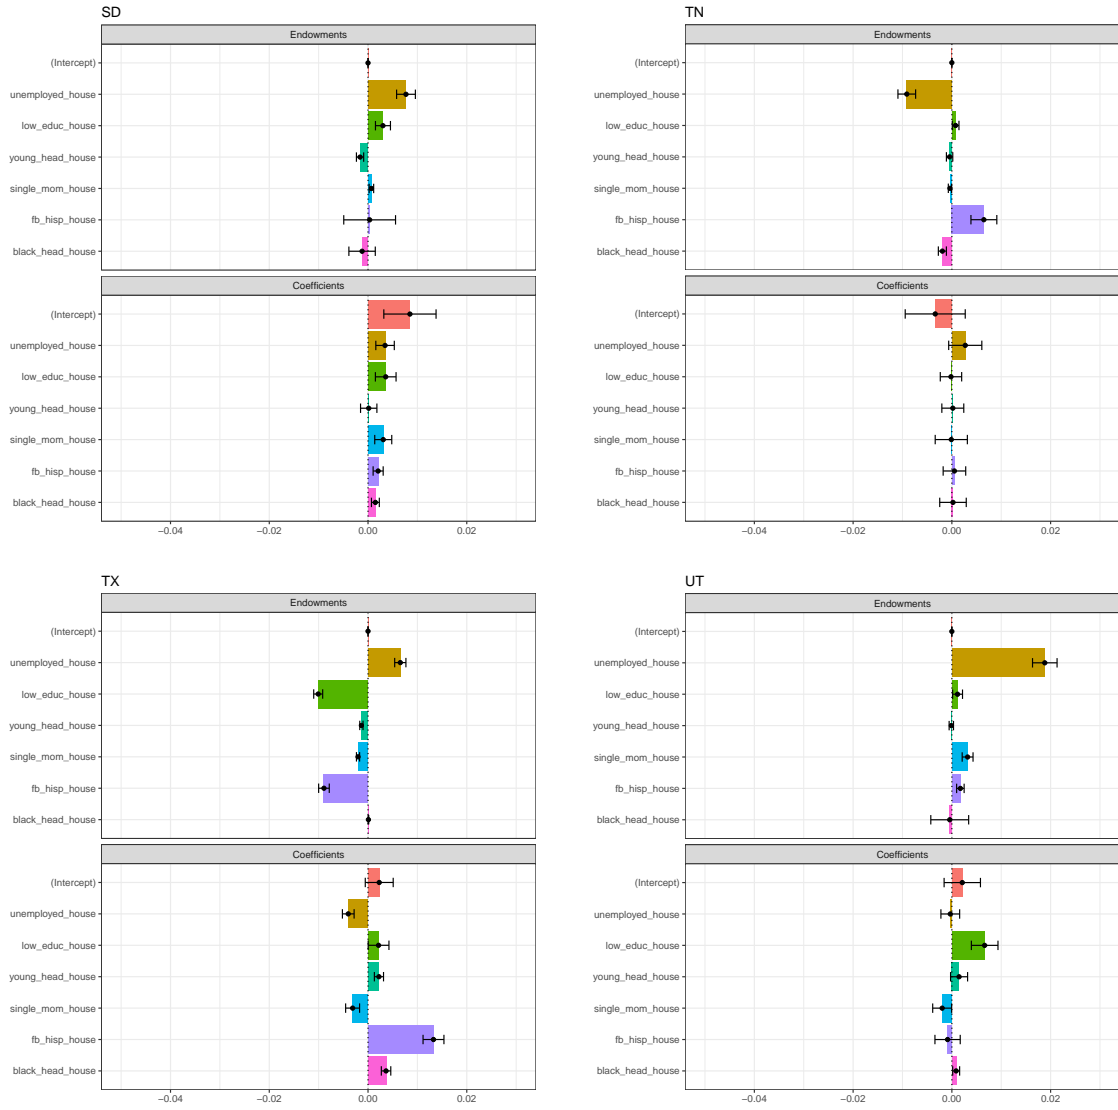 SD
Endowments
(Intercept)
unemployed_house
low_educ_house
young_head_house
single_mom_house
fb_hisp_house
black_head_house
Coefficients
(Intercept)
unemployed_house
low_educ_house
young_head_house
single_mom_house
fb_hisp_house
black_head_house
−0.04 −0.02 0.00 0.02
TN
Endowments
(Intercept)
unemployed_house
low_educ_house
young_head_house
single_mom_house
fb_hisp_house
black_head_house
Coefficients
(Intercept)
unemployed_house
low_educ_house
young_head_house
single_mom_house
fb_hisp_house
black_head_house
−0.04 −0.02 0.00 0.02
TX
Endowments
(Intercept)
unemployed_house
low_educ_house
young_head_house
single_mom_house
fb_hisp_house
black_head_house
Coefficients
(Intercept)
unemployed_house
low_educ_house
young_head_house
single_mom_house
fb_hisp_house
black_head_house
−0.04 −0.02 0.00 0.02
UT
Endowments
(Intercept)
unemployed_house
low_educ_house
young_head_house
single_mom_house
fb_hisp_house
black_head_house
Coefficients
(Intercept)
unemployed_house
low_educ_house
young_head_house
single_mom_house
fb_hisp_house
black_head_house
−0.04 −0.02 0.00 0.02